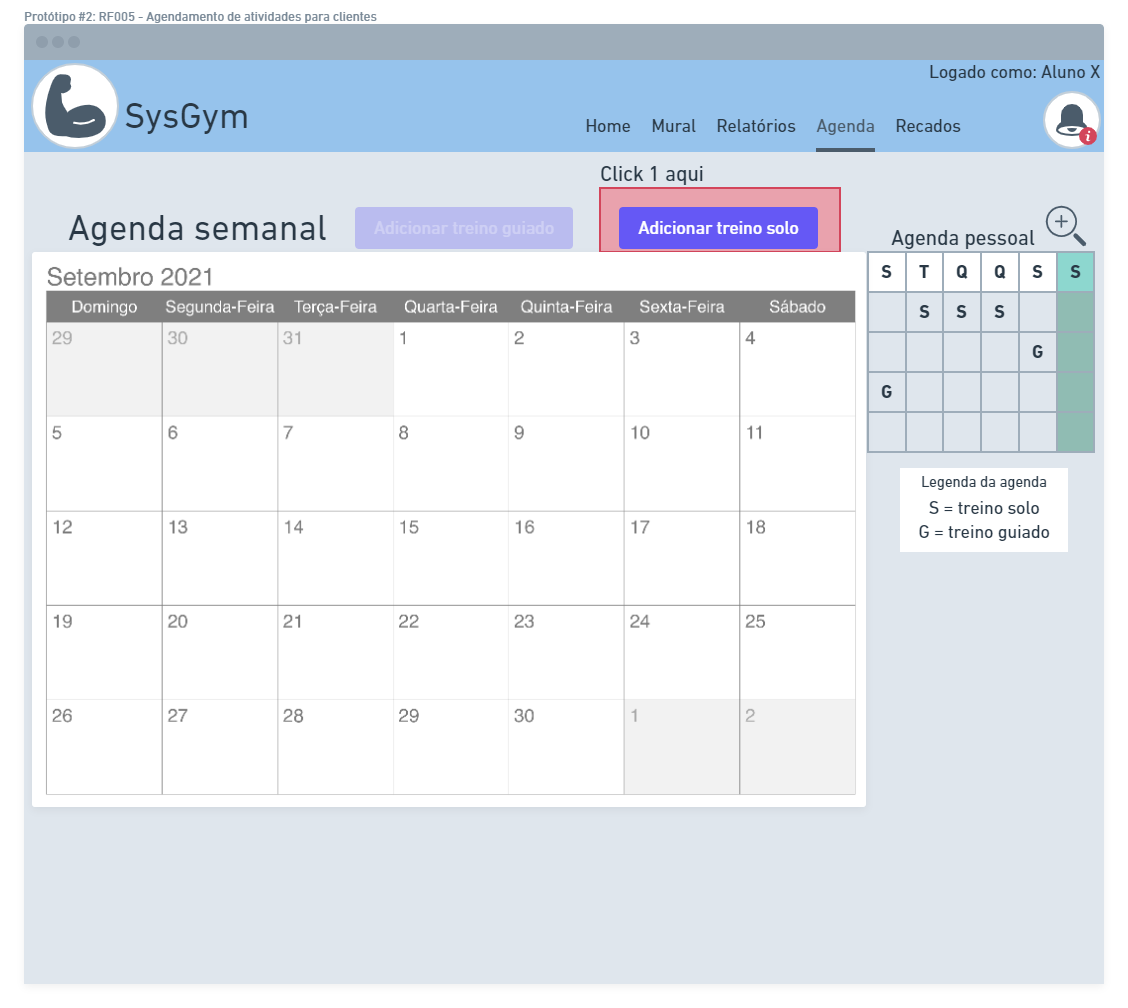 Protótipo #2: RF005 - Agendamento de atividades para clientes
Logado como: Aluno X
SysGym
Home Mural Relatórios Agenda Recados
i
Click 1 aqui
Agenda semanal
Adicionar treino guiado
Adicionar treino solo
Agenda pessoal
Setembro 2021
Domingo Segunda-Feira Terça-Feira Quarta-Feira Quinta-Feira Sexta-Feira Sábado
29 30 31 1 2 3 4
5 6 7 8 9 10 11
12 13 14 15 16 17 18
19 20 21 22 23 24 25
26 27 28 29 30 1 2
S T Q Q S S
S S S
G
G
Legenda da agenda
S = treino solo
G = treino guiado